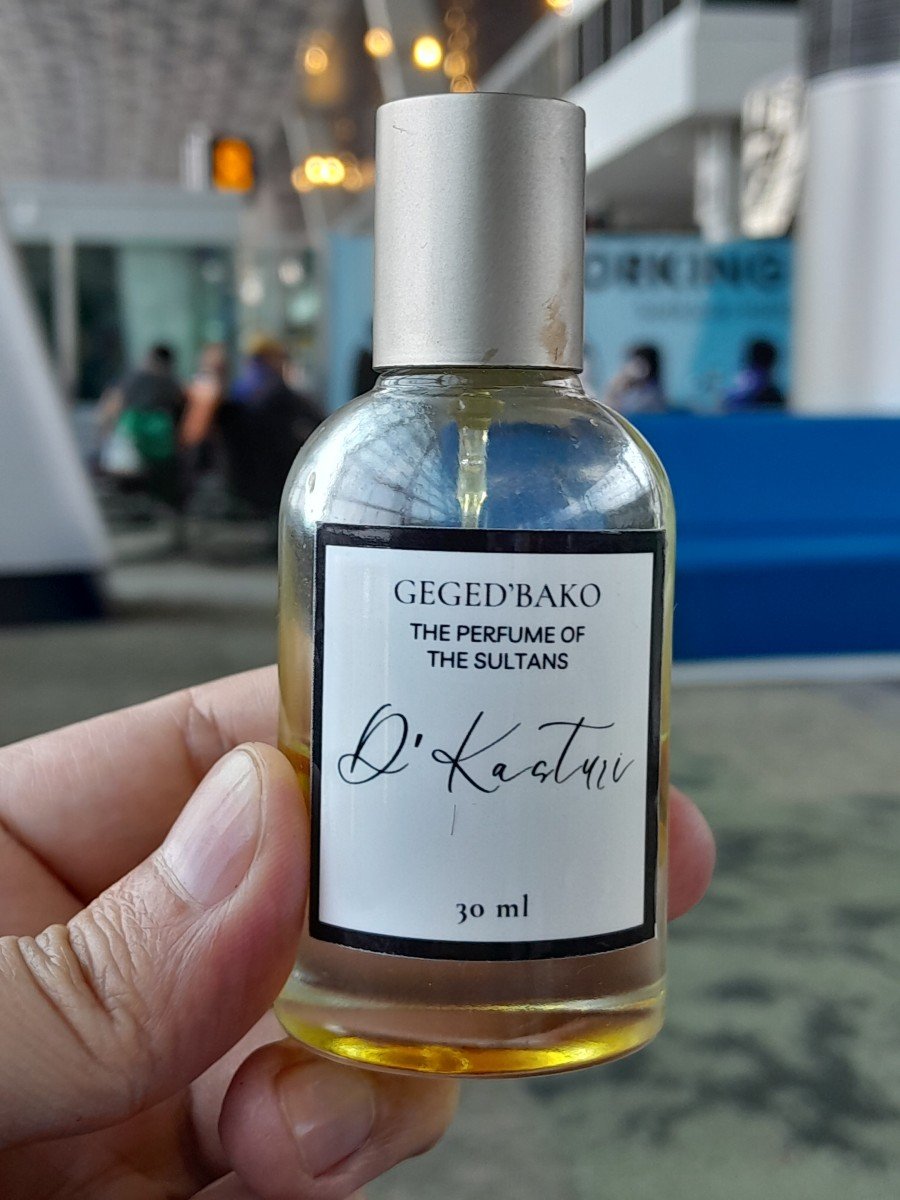 GEGED'BAKO
THE PERFUME OF
THE SULTANS
D'Kasturi
30 ml